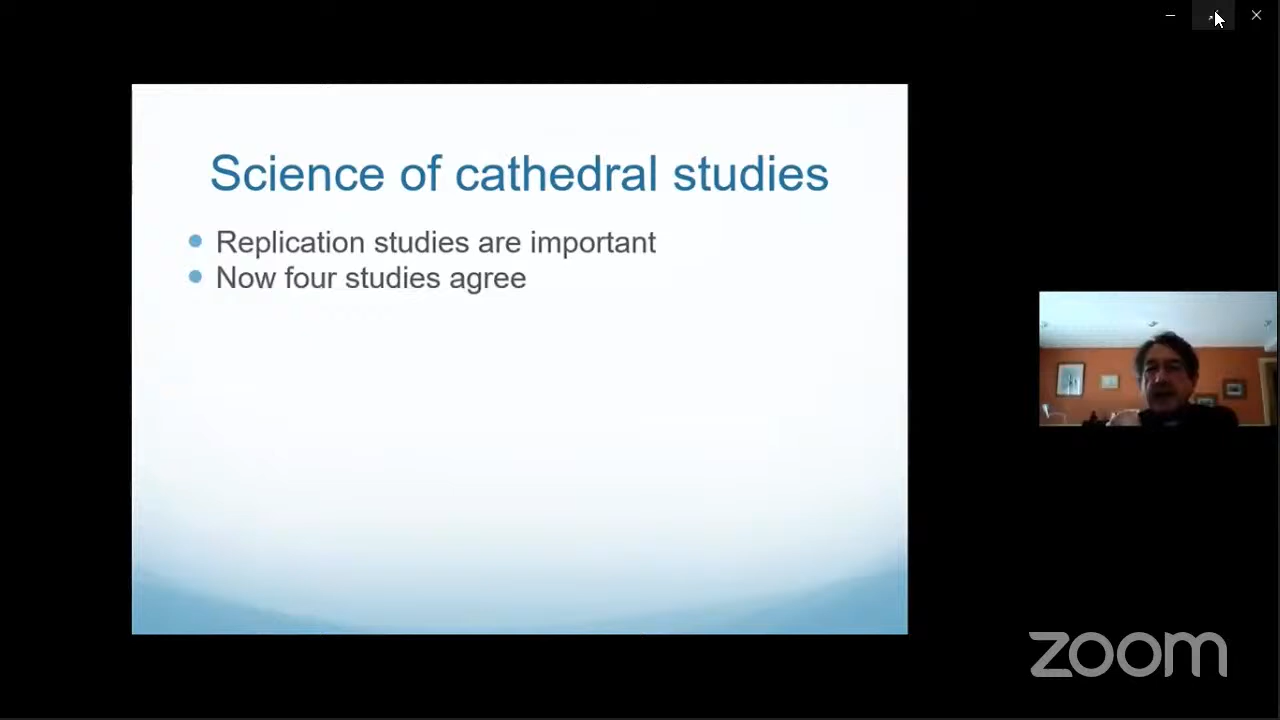 Science of cathedral studies
Replication studies are important
Now four studies agree
zoom